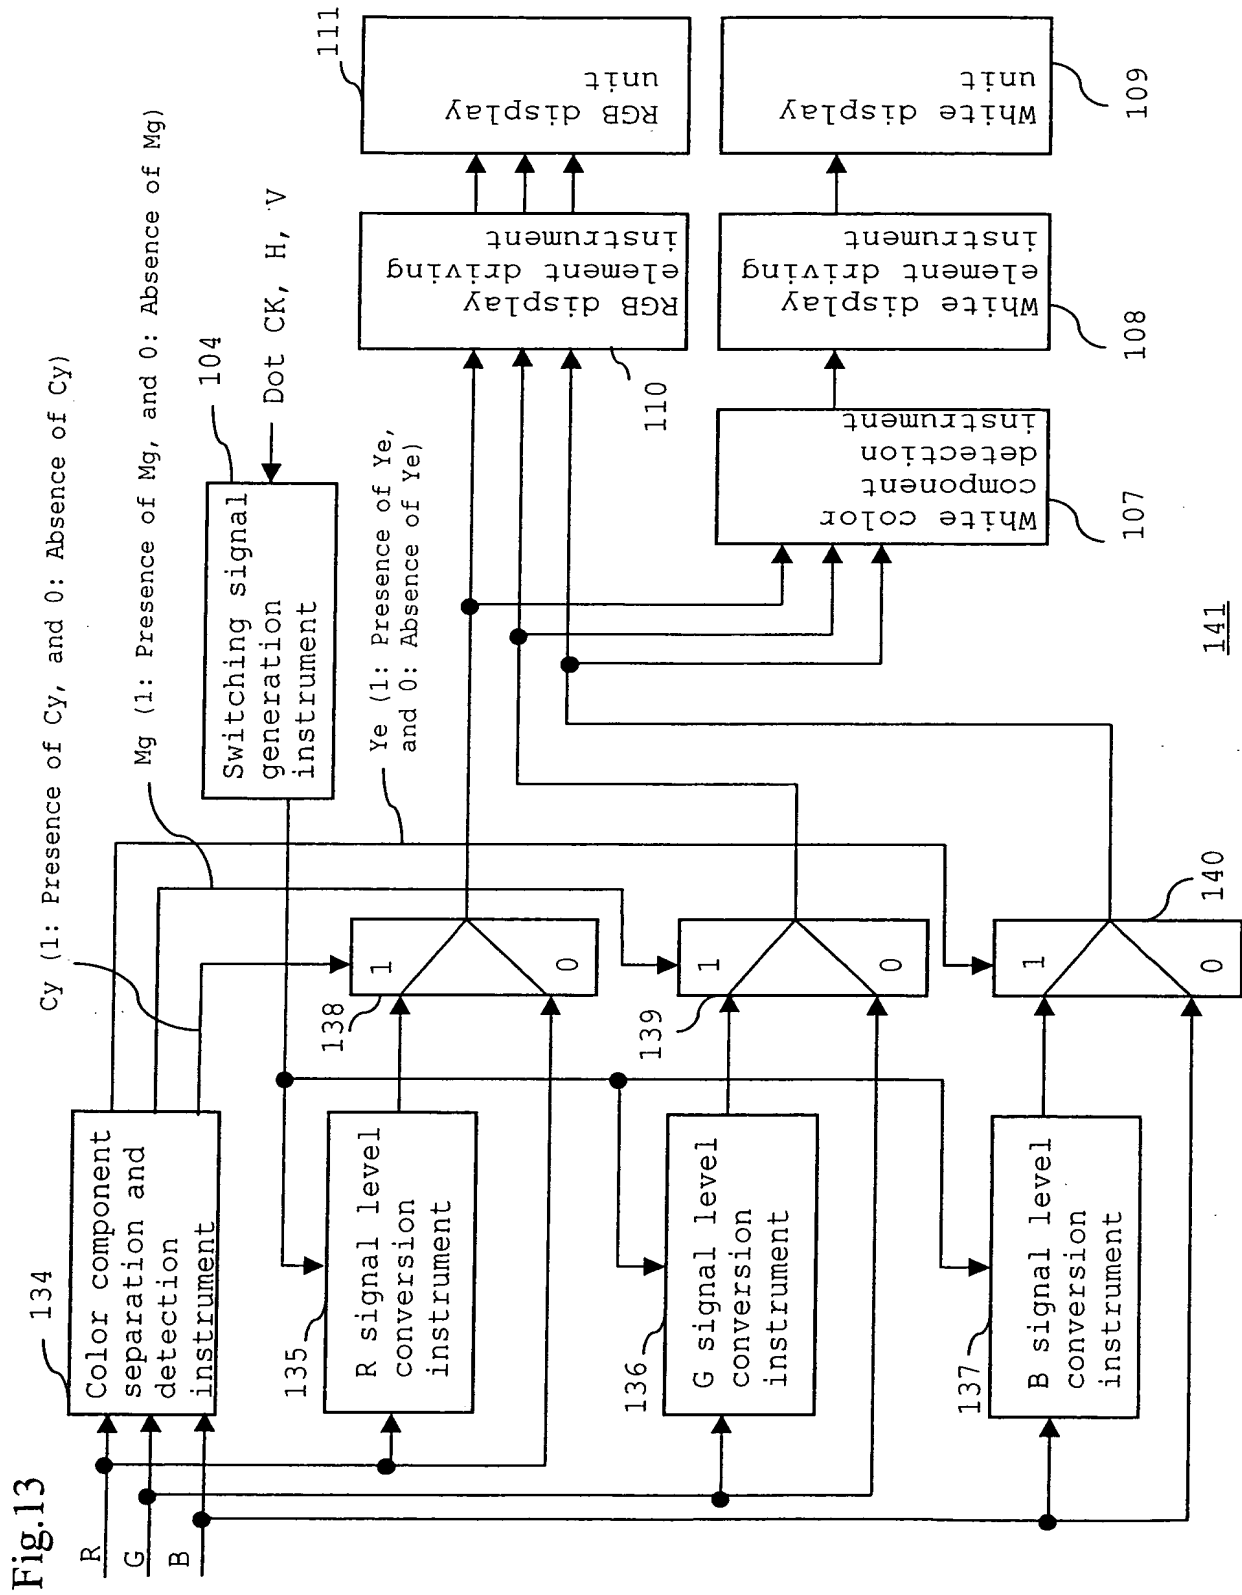 Fig.13
R
G
B
134
Color component
separation and
detection
instrument
Cy (1: Presence of Cy, and 0: Absence of Cy)
Mg (1: Presence of Mg, and 0: Absence of Mg)
104
Switching signal
generation
instrument
Dot CK, H, V
Ye (1: Presence of Ye,
and 0: Absence of Ye)
135
R signal level
conversion
instrument
138
1
0
136
G signal level
conversion
instrument
139
1
0
137
B signal level
conversion
instrument
140
1
0
110
RGB display
element driving
instrument
111
RGB display
unit
107
White color
component
detection
instrument
108
White display
element driving
instrument
109
White display
unit
141